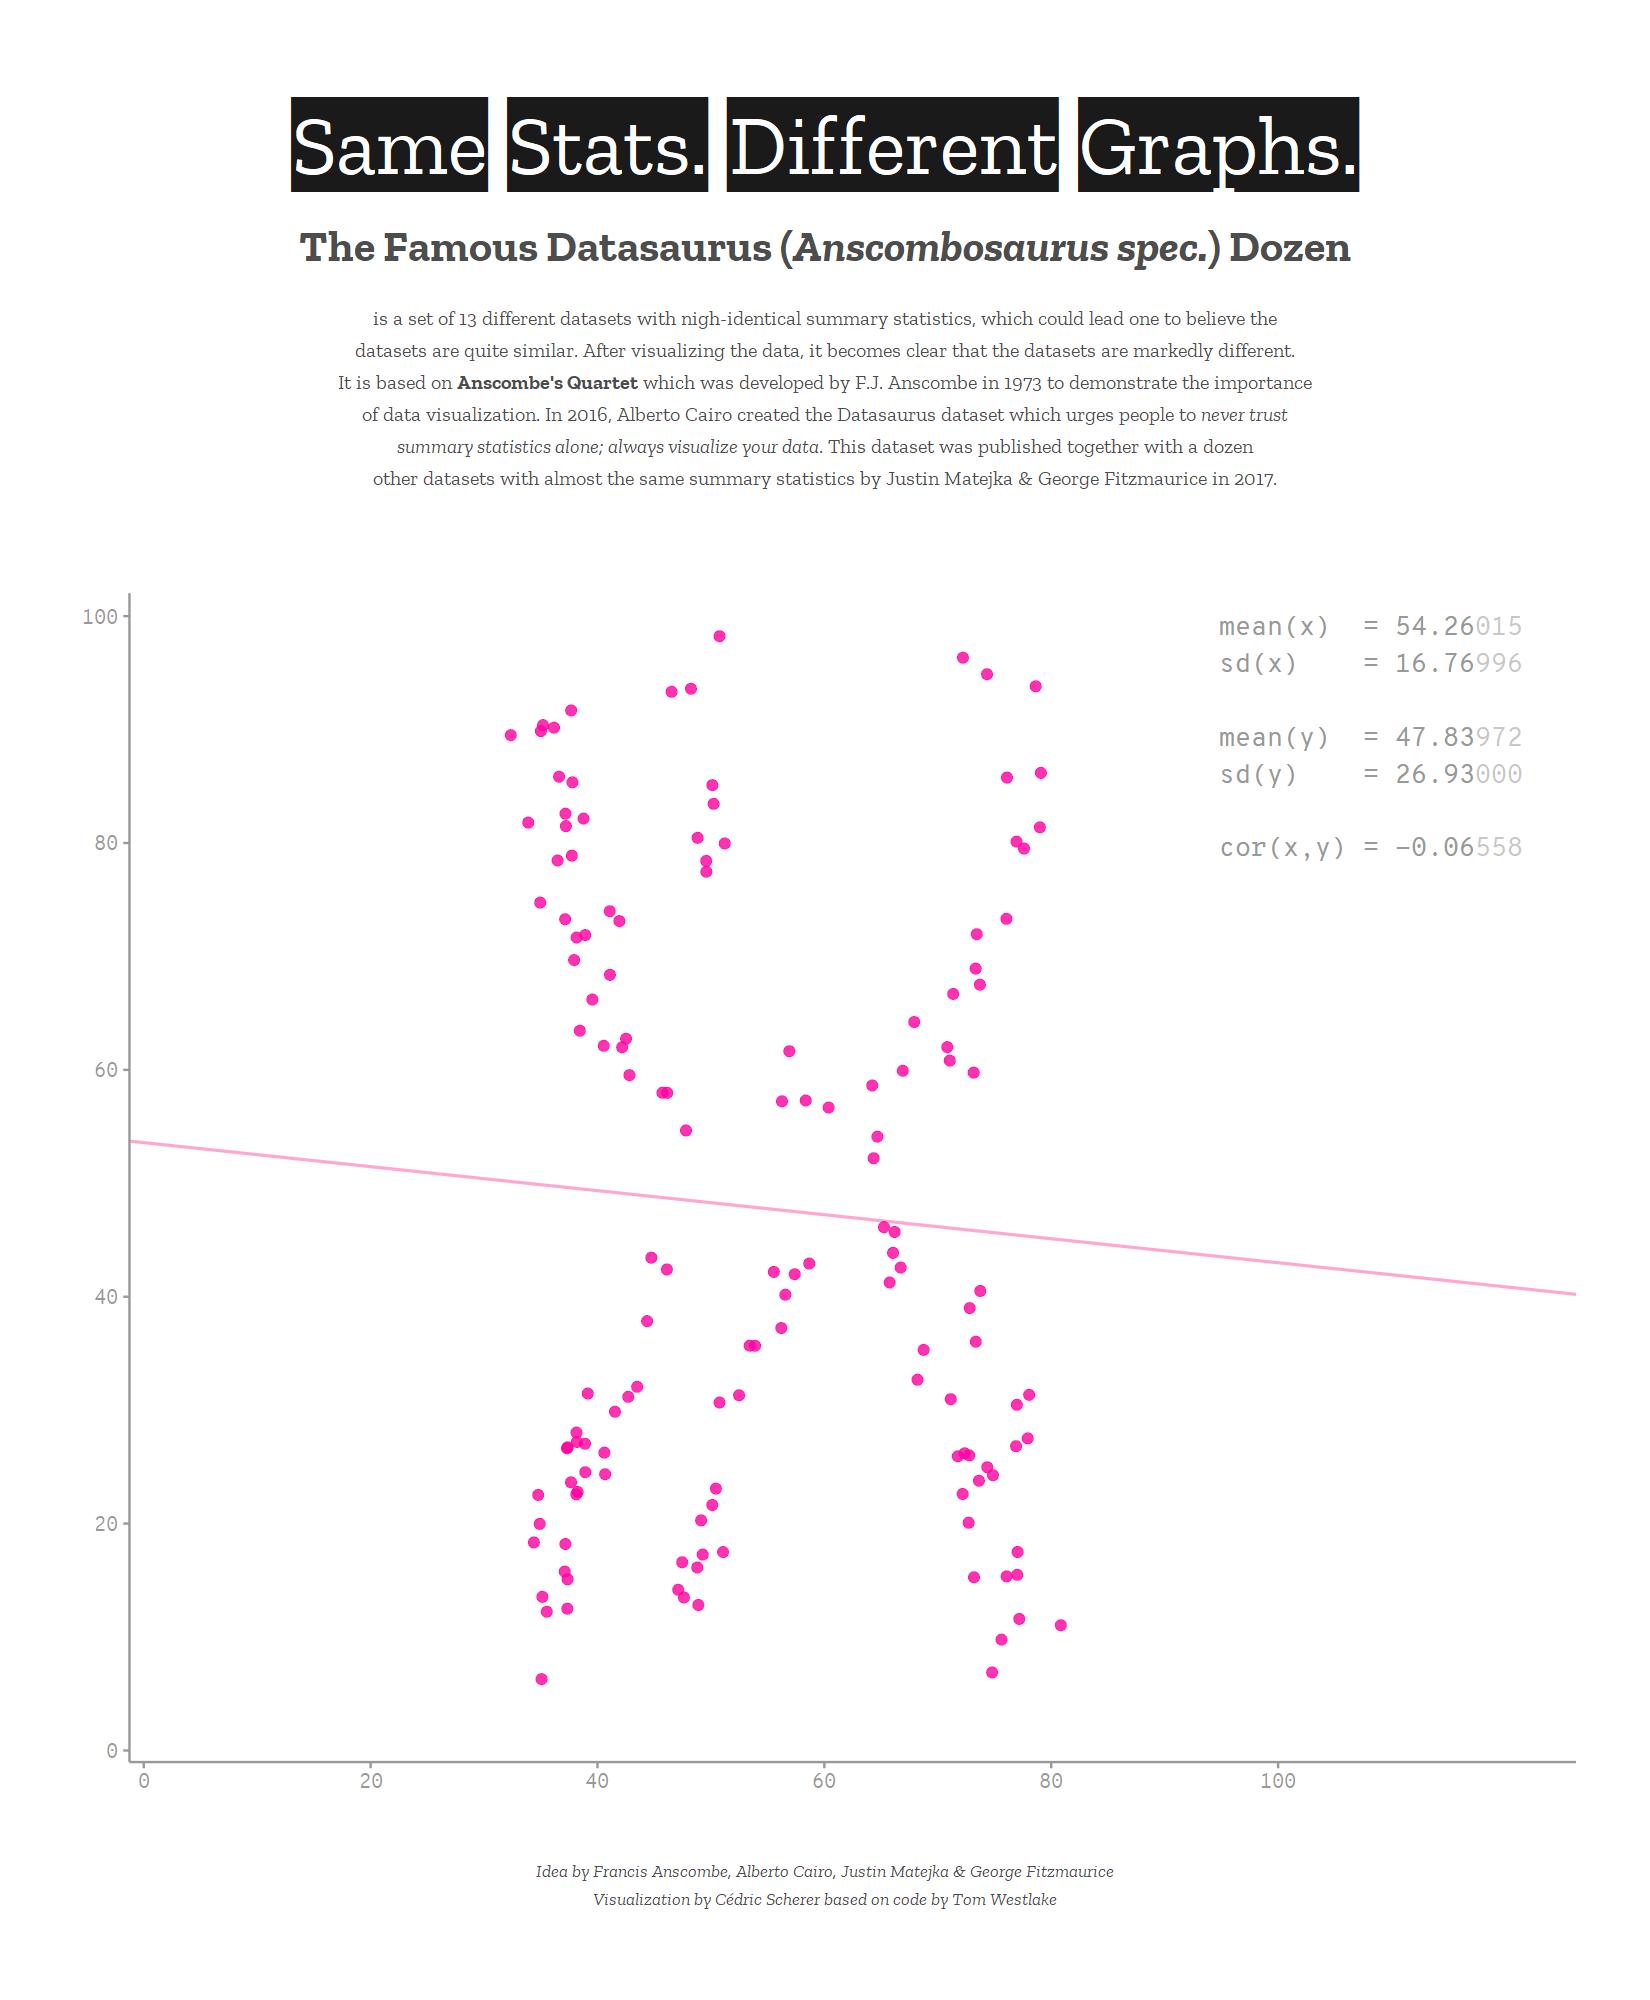 Same Stats. Different Graphs.
The Famous Datasaurus (Anscombosaurus spec.) Dozen
is a set of 13 different datasets with nigh-identical summary statistics, which could lead one to believe the
datasets are quite similar. After visualizing the data, it becomes clear that the datasets are markedly different.
It is based on Anscombe's Quartet which was developed by F.J. Anscombe in 1973 to demonstrate the importance
of data visualization. In 2016, Alberto Cairo created the Datasaurus dataset which urges people to never trust
summary statistics alone; always visualize your data. This dataset was published together with a dozen
other datasets with almost the same summary statistics by Justin Matejka & George Fitzmaurice in 2017.
100
80
60
40
20
0
mean(x) = 54.26015
sd(x) = 16.76996
mean(y) = 47.83972
sd(y) = 26.93000
cor(x,y) = −0.06558
0 20 40 60 80 100
Idea by Francis Anscombe, Alberto Cairo, Justin Matejka & George Fitzmaurice
Visualization by Cédric Scherer based on code by Tom Westlake